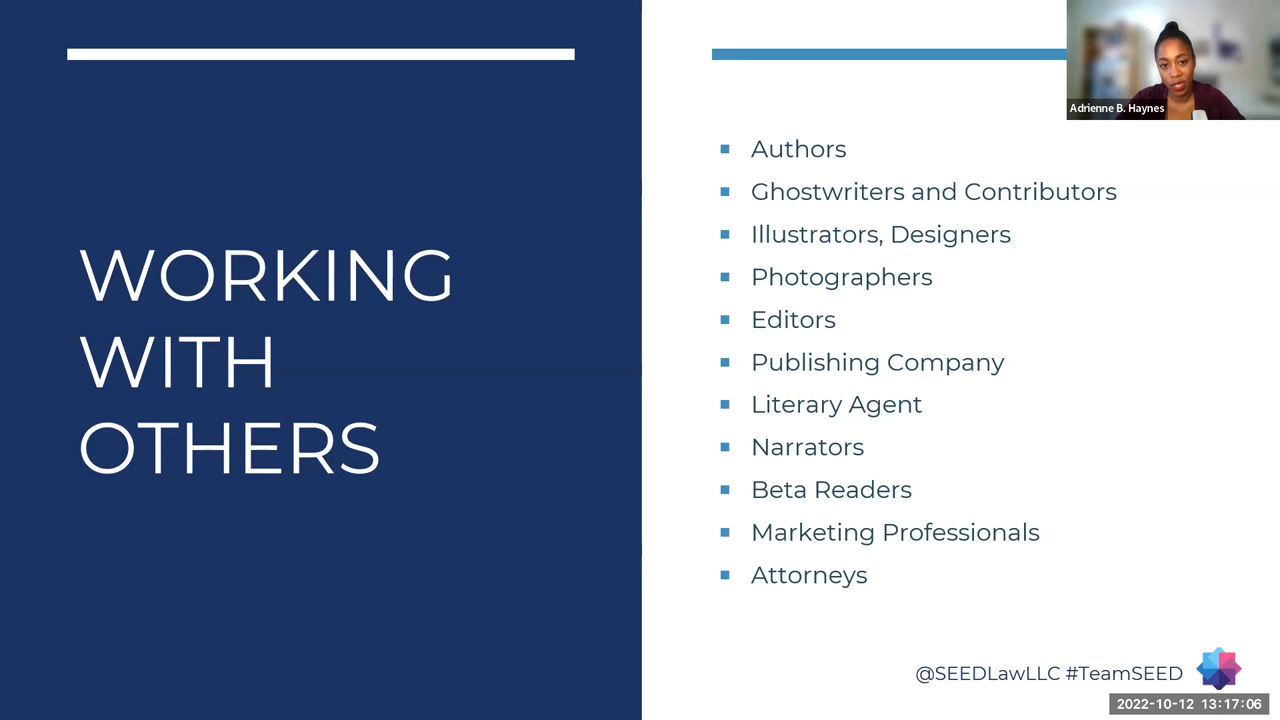 WORKING
WITH
OTHERS
Adrienne B. Haynes
Authors
Ghostwriters and Contributors
Illustrators, Designers
Photographers
Editors
Publishing Company
Literary Agent
Narrators
Beta Readers
Marketing Professionals
Attorneys
@SEEDLawLLC #TeamSEED
2022-10-12 13:17:06